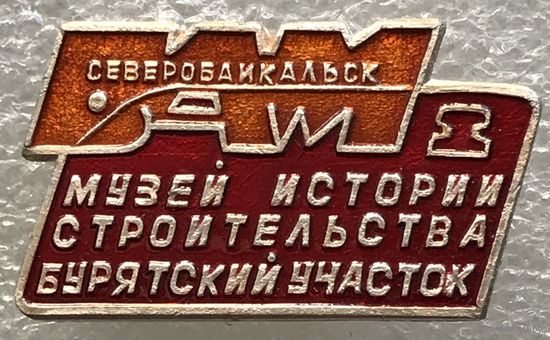 СЕВЕРОБАЙКАЛЬСК
МУЗЕЙ ИСТОРИИ
СТРОИТЕЛЬСТВА
БУРЯТСКИЙ УЧАСТОК